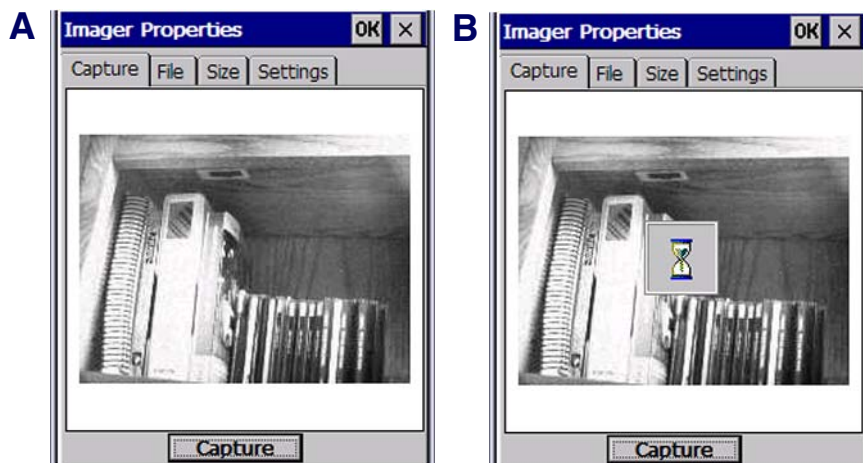 A
Imager Properties OK ×
Capture File Size Settings
Capture
B
Imager Properties OK ×
Capture File Size Settings
Capture